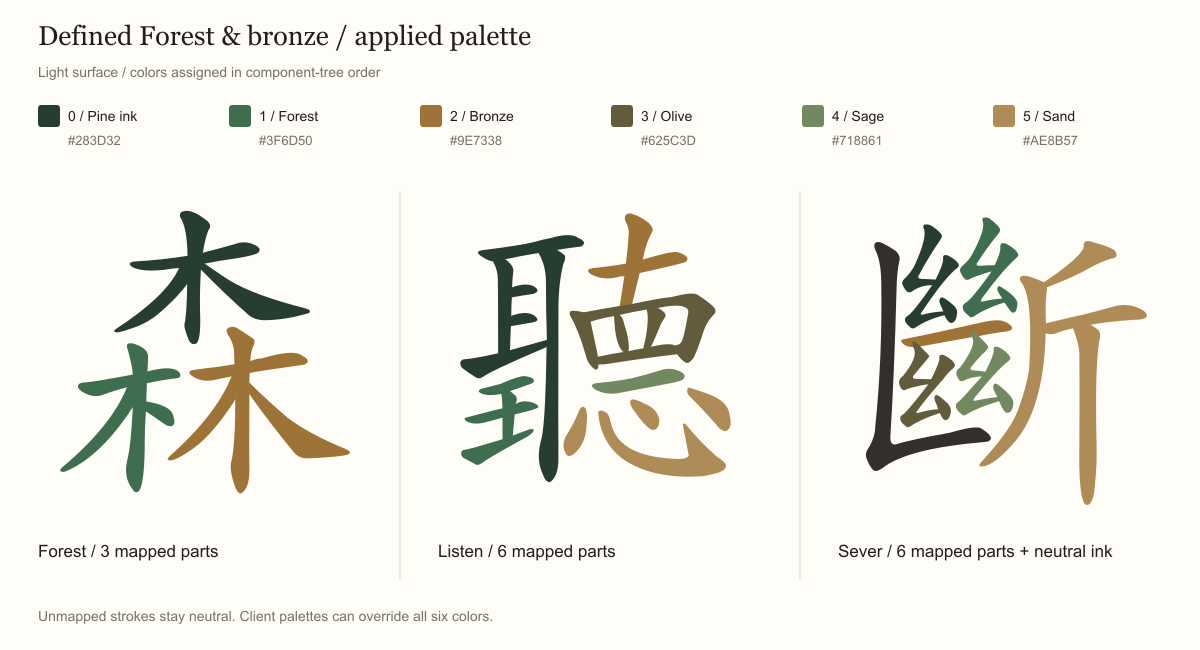 Defined Forest & bronze / applied palette
Light surface / colors assigned in component-tree order
0 / Pine ink
#283D32
1 / Forest
#3F6D50
2 / Bronze
#9E7338
3 / Olive
#625C3D
4 / Sage
#718861
5 / Sand
#AE8B57
森
聽
斷
Forest / 3 mapped parts
Listen / 6 mapped parts
Sever / 6 mapped parts + neutral ink
Unmapped strokes stay neutral. Client palettes can override all six colors.